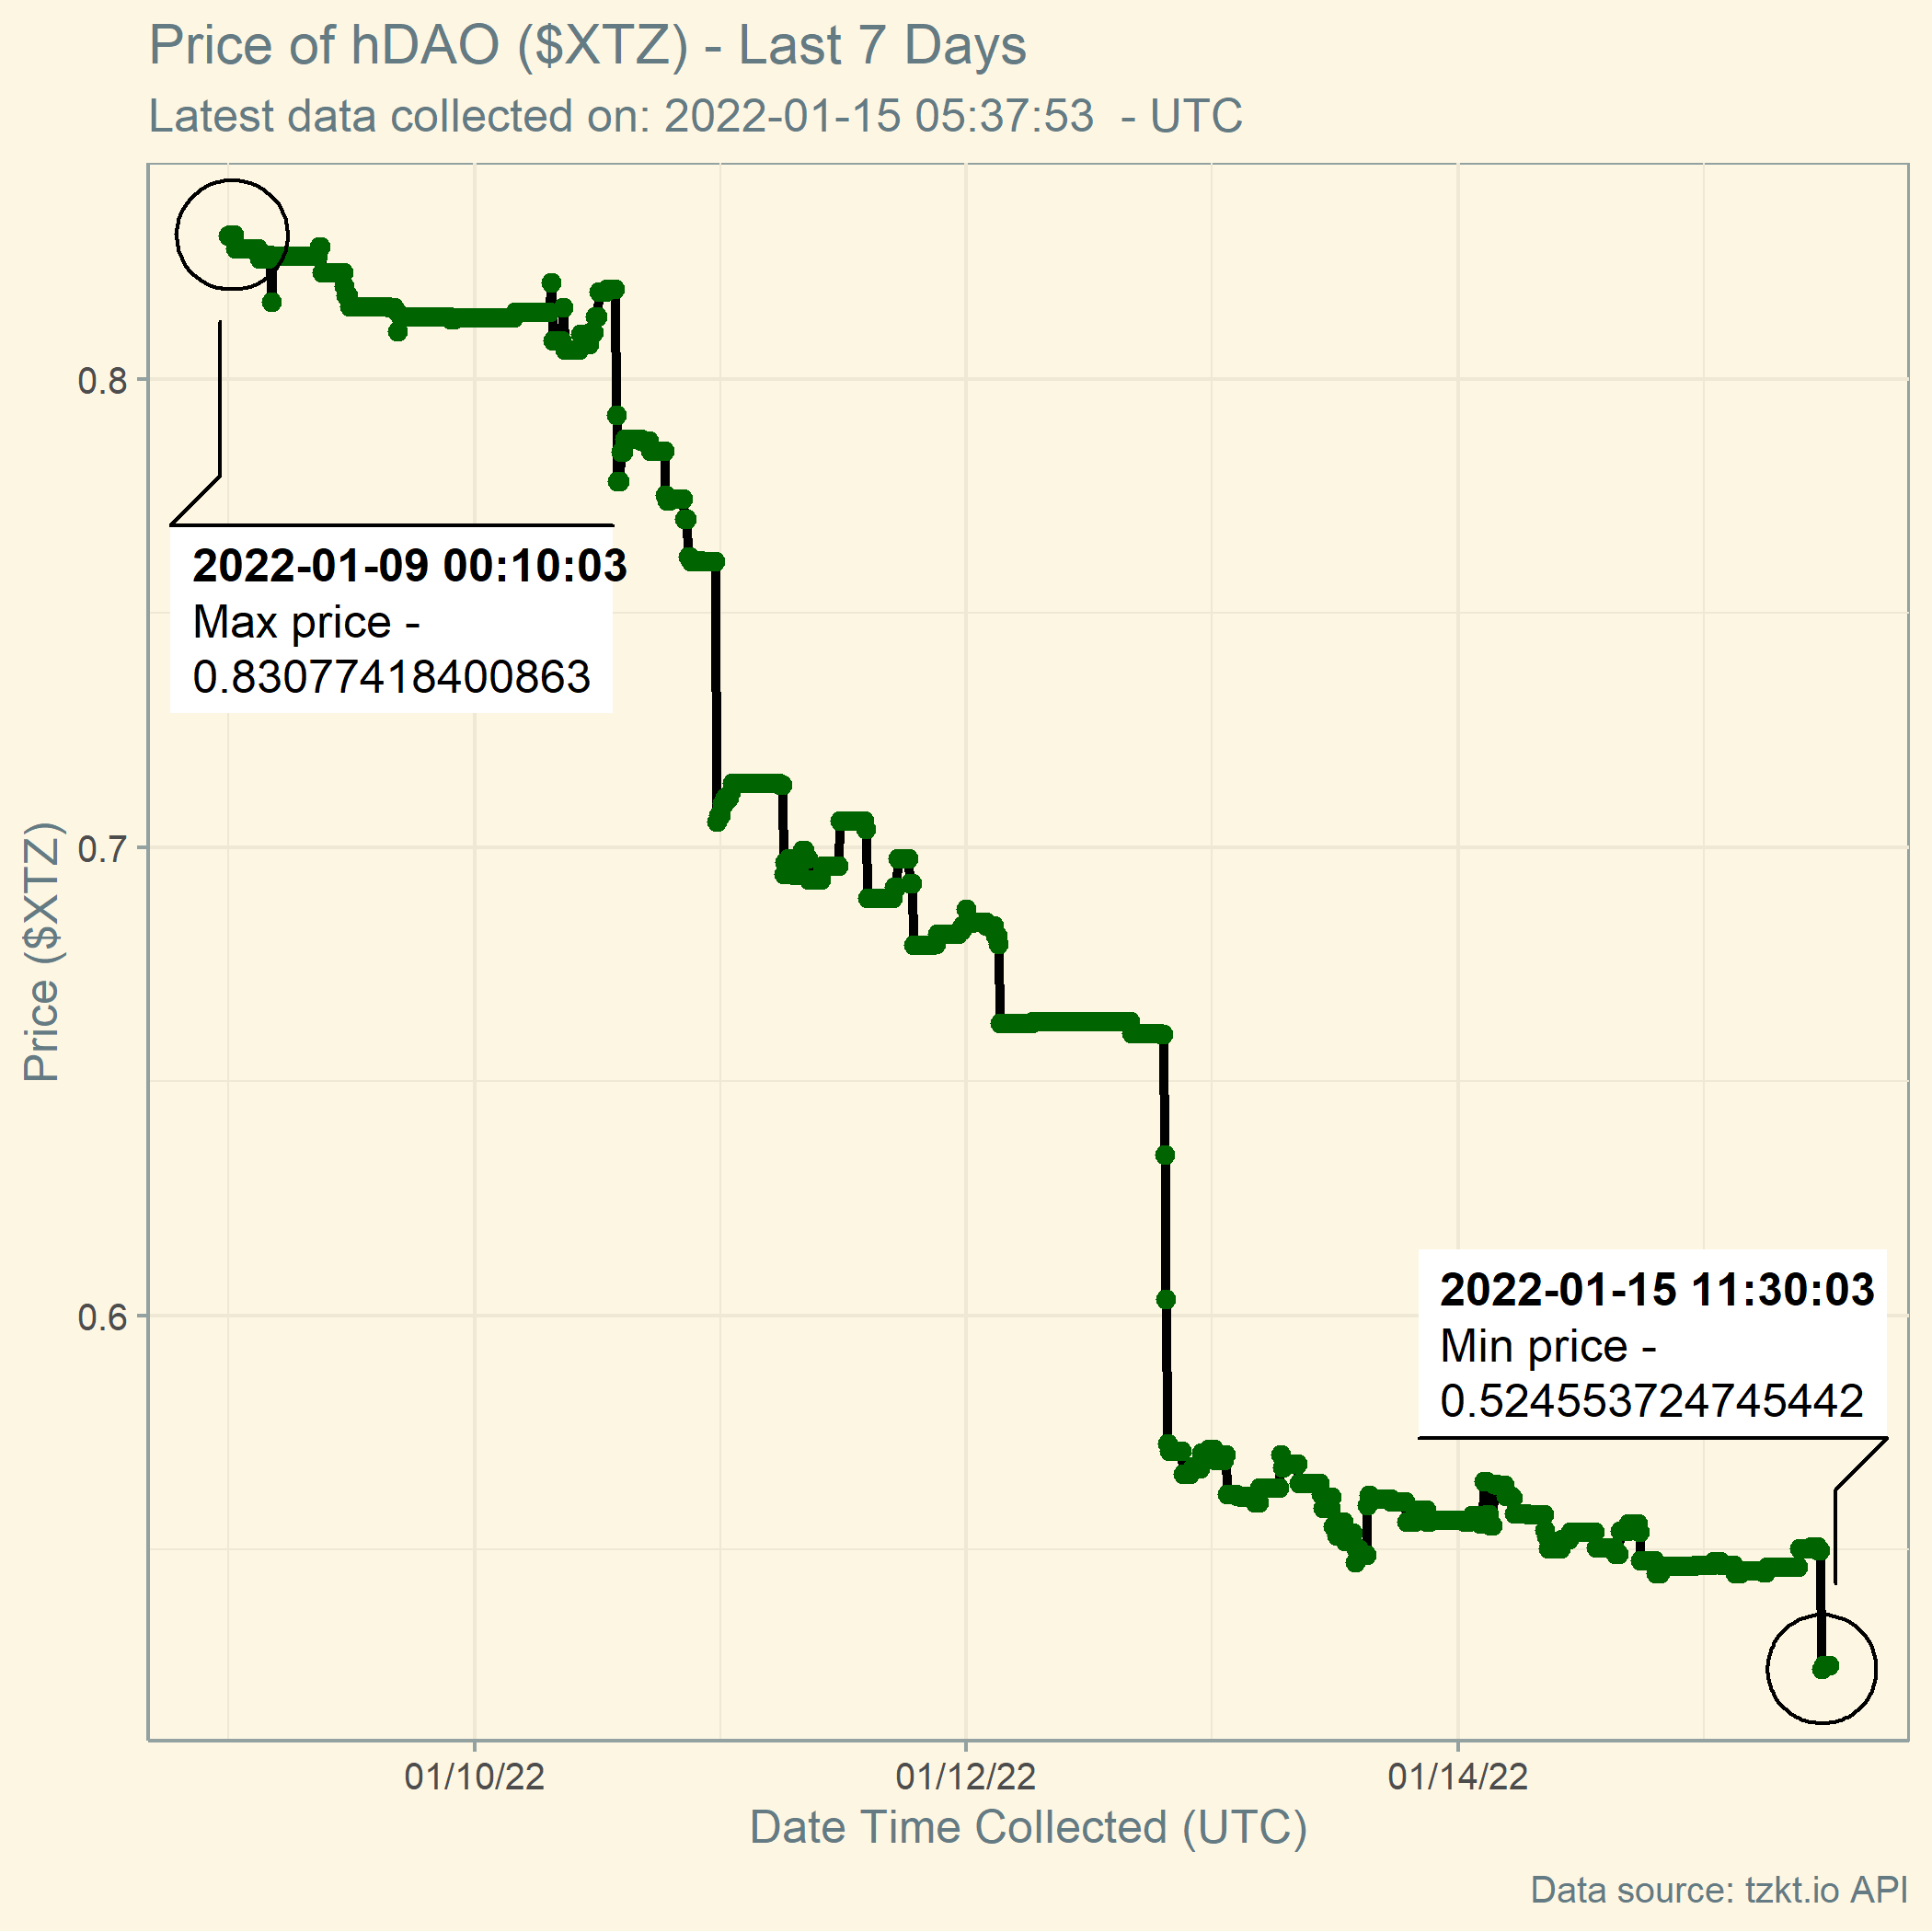 Price of hDAO ($XTZ) - Last 7 Days
Latest data collected on: 2022-01-15 05:37:53  - UTC
Price ($XTZ)
0.8
0.7
0.6
2022-01-09 00:10:03
Max price -
0.83077418400863
2022-01-15 11:30:03
Min price -
0.524553724745442
01/10/22
01/12/22
01/14/22
Date Time Collected (UTC)
Data source: tzkt.io API